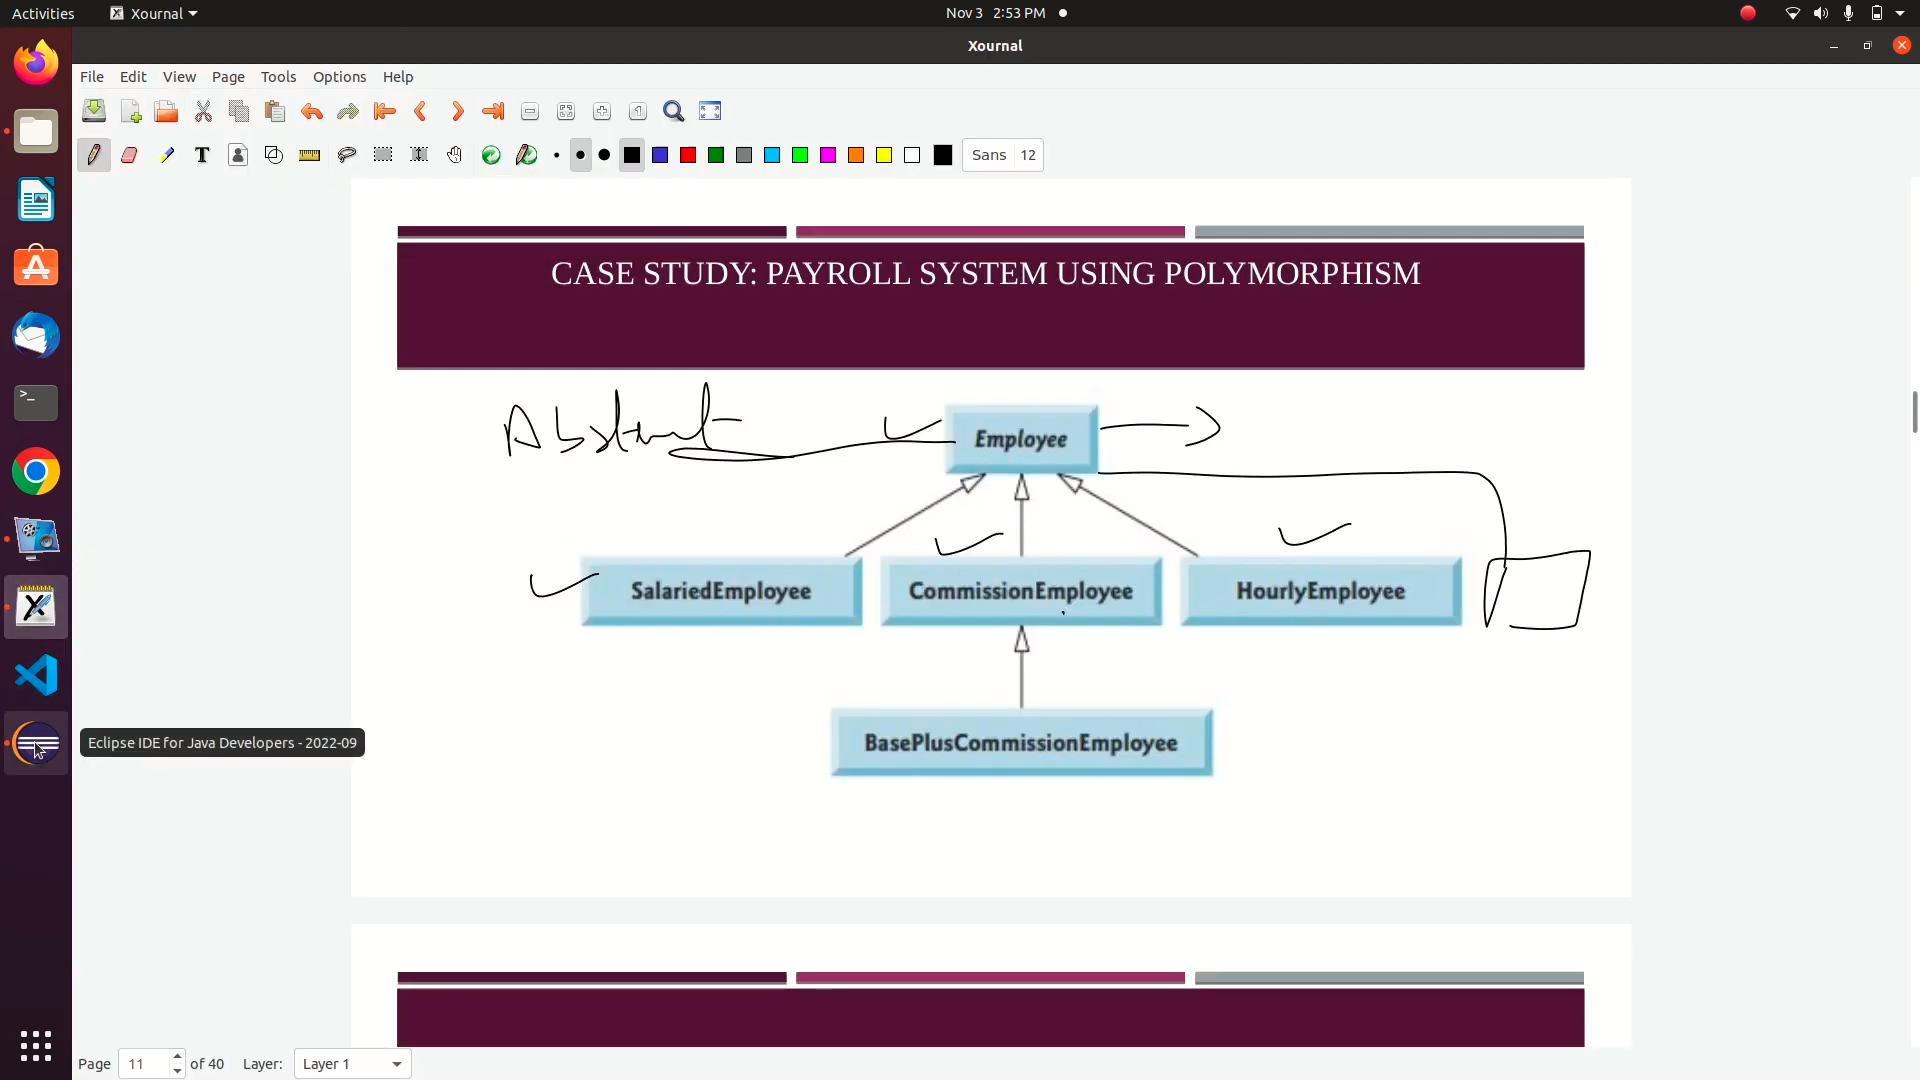 Activities Xournal Nov 3 2:53 PM
Xournal
File Edit View Page Tools Options Help
Sans 12
CASE STUDY: PAYROLL SYSTEM USING POLYMORPHISM
Employee
SalariedEmployee CommissionEmployee HourlyEmployee
Eclipse IDE for Java Developers - 2022-09
BasePlusCommissionEmployee
Page 11 of 40 Layer: Layer 1